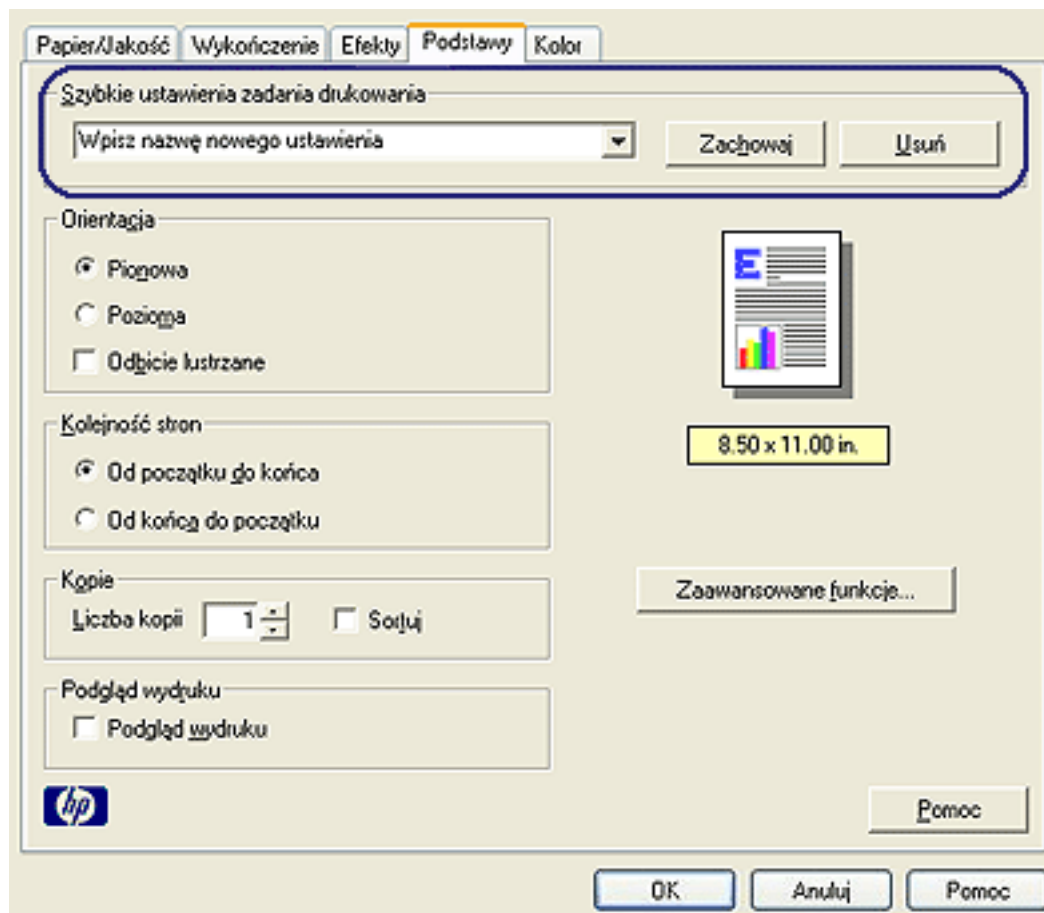 Papier/Jakość Wykończenie Efekty Podstawy Kolor
Szybkie ustawienia zadania drukowania
Wpisz nazwę nowego ustawienia Zachowaj Usuń
Orientacja
Pionowa
Pozioma
Odbicie lustrzane
E
8.50 x 11.00 in.
Kolejność stron
Od początku do końca
Od końca do początku
Kopie
Liczba kopii 1 Sortuj
Zaawansowane funkcje...
Podgląd wydruku
Podgląd wydruku
hp
Pomoc
OK Anuluj Pomoc